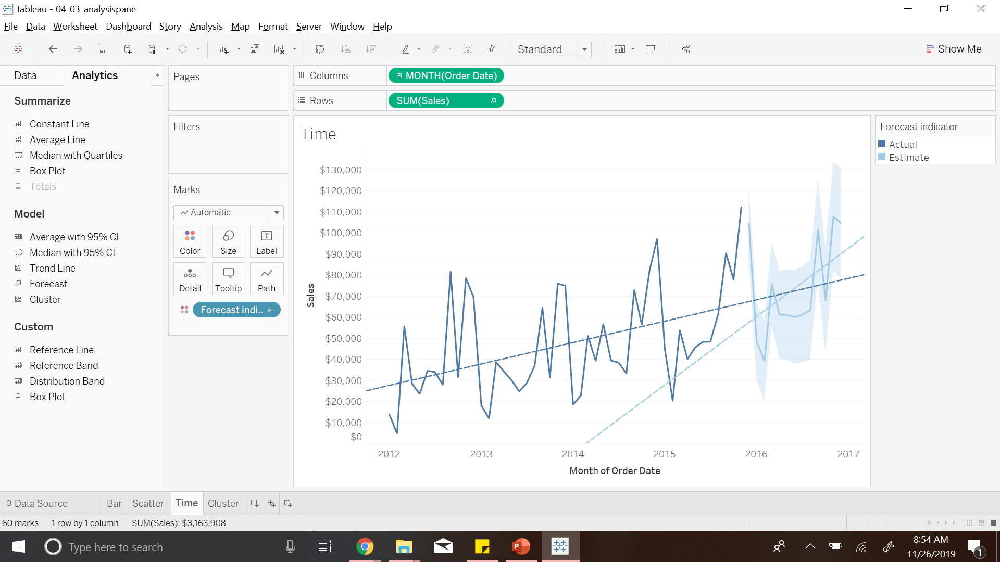 Tableau - 04_03_analysispane
File Data Worksheet Dashboard Story Analysis Map Format Server Window Help
Standard
Show Me
Data Analytics
Summarize
Constant Line
Average Line
Median with Quartiles
Box Plot
Totals
Model
Average with 95% CI
Median with 95% CI
Trend Line
Forecast
Cluster
Custom
Reference Line
Reference Band
Distribution Band
Box Plot
Pages
Filters
Marks
Automatic
Color Size Label
Detail Tooltip Path
Forecast indi..
Columns MONTH(Order Date)
Rows SUM(Sales)
Time
$130,000
$120,000
$110,000
$100,000
$90,000
$80,000
$70,000
$60,000
$50,000
$40,000
$30,000
$20,000
$10,000
$0
Sales
2012 2013 2014 2015 2016 2017
Month of Order Date
Forecast indicator
Actual
Estimate
Data Source Bar Scatter Time Cluster
60 marks 1 row by 1 column SUM(Sales): $3,163,908
Type here to search
8:54 AM
11/26/2019
1